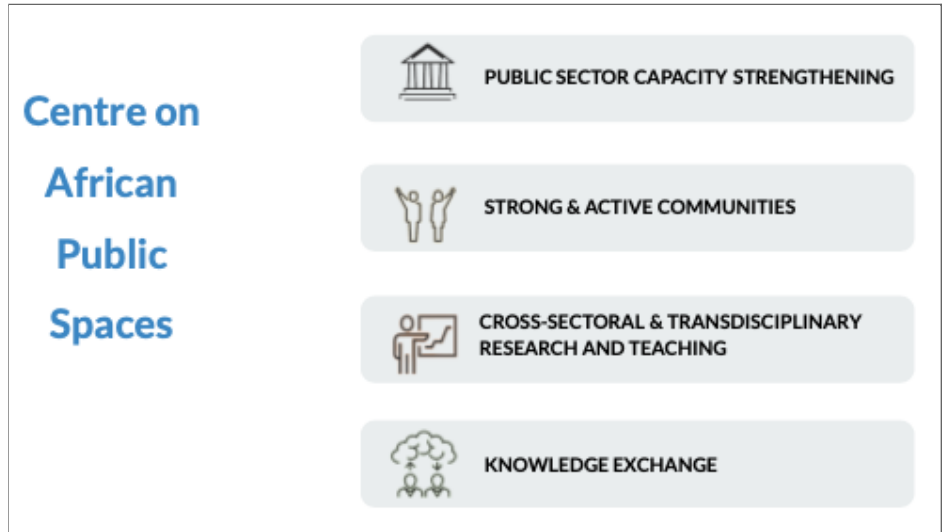 Centre on
African
Public
Spaces
PUBLIC SECTOR CAPACITY STRENGTHENING
STRONG & ACTIVE COMMUNITIES
CROSS-SECTORAL & TRANSDISCIPLINARY
RESEARCH AND TEACHING
KNOWLEDGE EXCHANGE